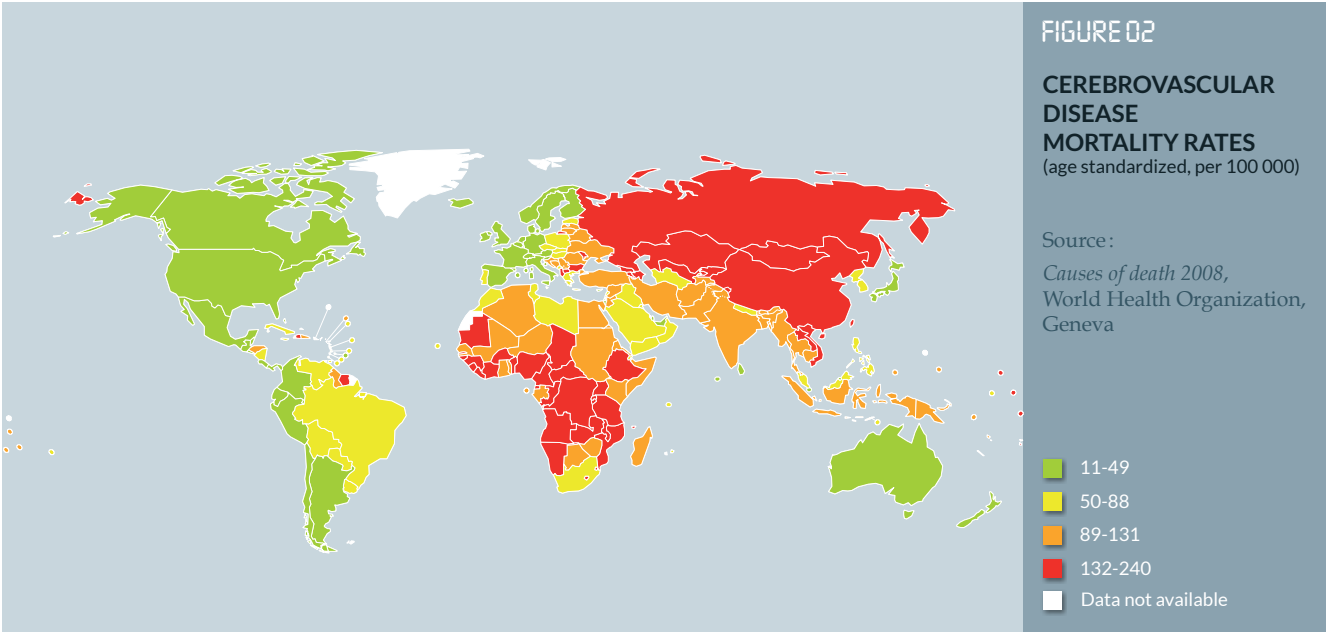 FIGURE 02
CEREBROVASCULAR
DISEASE
MORTALITY RATES
(age standardized, per 100 000)
Source :
Causes of death 2008,
World Health Organization,
Geneva
11-49
50-88
89-131
132-240
Data not available